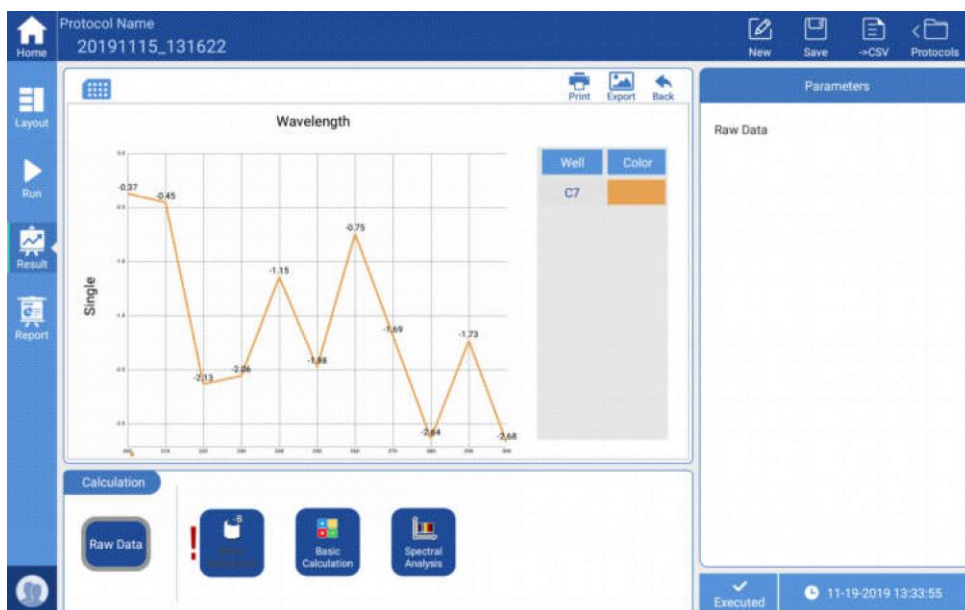 Protocol Name
20191115_131622
Home
New
Save
->CSV
Protocols
Layout
Run
Result
Report
Print
Export
Back
Wavelength
Single
-0.37
-0.45
-2.13
-2.06
-1.15
-1.98
-0.75
-1.69
-2.64
-1.73
-2.68
Well
Color
C7
Parameters
Raw Data
Calculation
Raw Data
-B
!
Basic
Calculation
Spectral
Analysis
Executed
11-19-2019 13:33:55